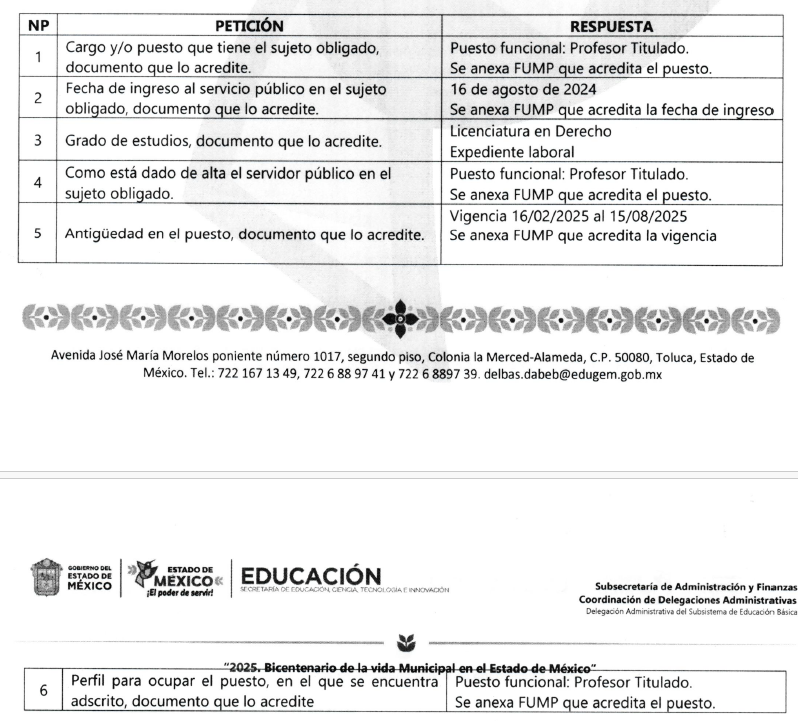 NP PETICIÓN RESPUESTA
1 Cargo y/o puesto que tiene el sujeto obligado, documento que lo acredite.
Puesto funcional: Profesor Titulado.
Se anexa FUMP que acredita el puesto.
2 Fecha de ingreso al servicio público en el sujeto
obligado, documento que lo acredite.
16 de agosto de 2024
Se anexa FUMP que acredita la fecha de ingreso
3 Grado de estudios, documento que lo acredite.
Licenciatura en Derecho
Expediente laboral
4 Como está dado de alta el servidor público en el
sujeto obligado.
Puesto funcional: Profesor Titulado.
Se anexa FUMP que acredita el puesto.
5 Antigüedad en el puesto, documento que lo acredite.
Vigencia 16/02/2025 al 15/08/2025
Se anexa FUMP que acredita la vigencia
Avenida José María Morelos poniente número 1017, segundo piso, Colonia la Merced-Alameda, C.P. 50080, Toluca, Estado de
México. Tel.: 722 167 13 49, 722 6 88 97 41 y 722 6 8897 39. delbas.dabeb@edugem.gob.mx
GOBIERNO DEL
ESTADO DE
MÉXICO
ESTADO DE
MÉXICO
¡El poder de servir!
EDUCACIÓN
SECRETARÍA DE EDUCACIÓN, CIENCIA, TECNOLOGÍA E INNOVACIÓN
Subsecretaría de Administración y Finanzas
Coordinación de Delegaciones Administrativas
Delegación Administrativa del Subsistema de Educación Básica
"2025. Bicentenario de la vida Municipal en el Estado de México"
6 Perfil para ocupar el puesto, en el que se encuentra
adscrito, documento que lo acredite
Puesto funcional: Profesor Titulado.
Se anexa FUMP que acredita el puesto.